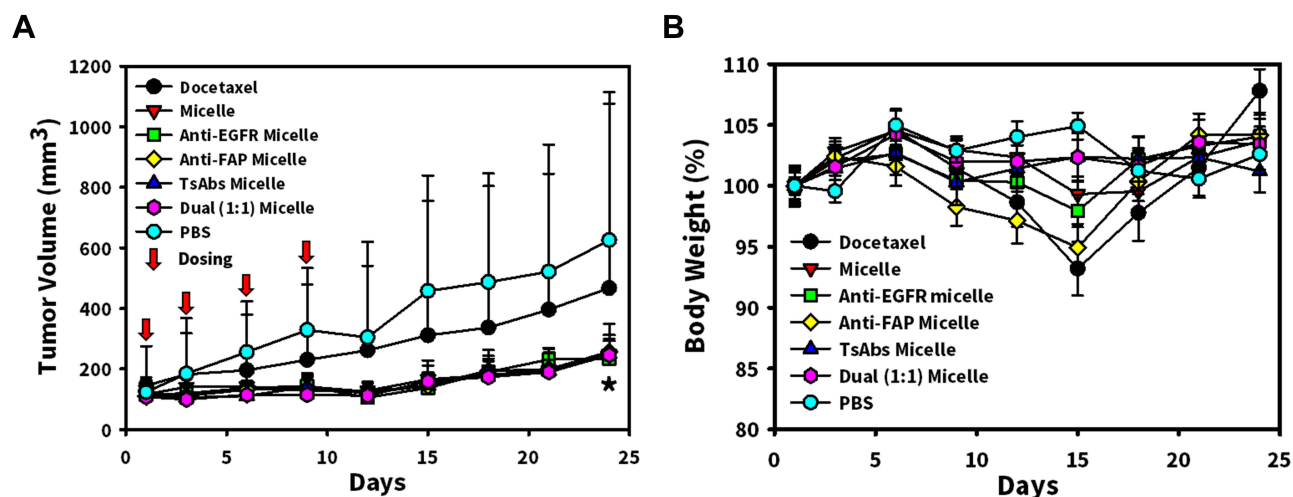 A
Tumor Volume (mm3)
1200
1000
800
600
400
200
0
Docetaxel
Micelle
Anti-EGFR Micelle
Anti-FAP Micelle
TsAbs Micelle
Dual (1:1) Micelle
PBS
Dosing
★
0 5 10 15 20 25
Days
B
Body Weight (%)
110
105
100
95
90
85
80
Docetaxel
Micelle
Anti-EGFR micelle
Anti-FAP Micelle
TsAbs Micelle
Dual (1:1) Micelle
PBS
0 5 10 15 20 25
Days